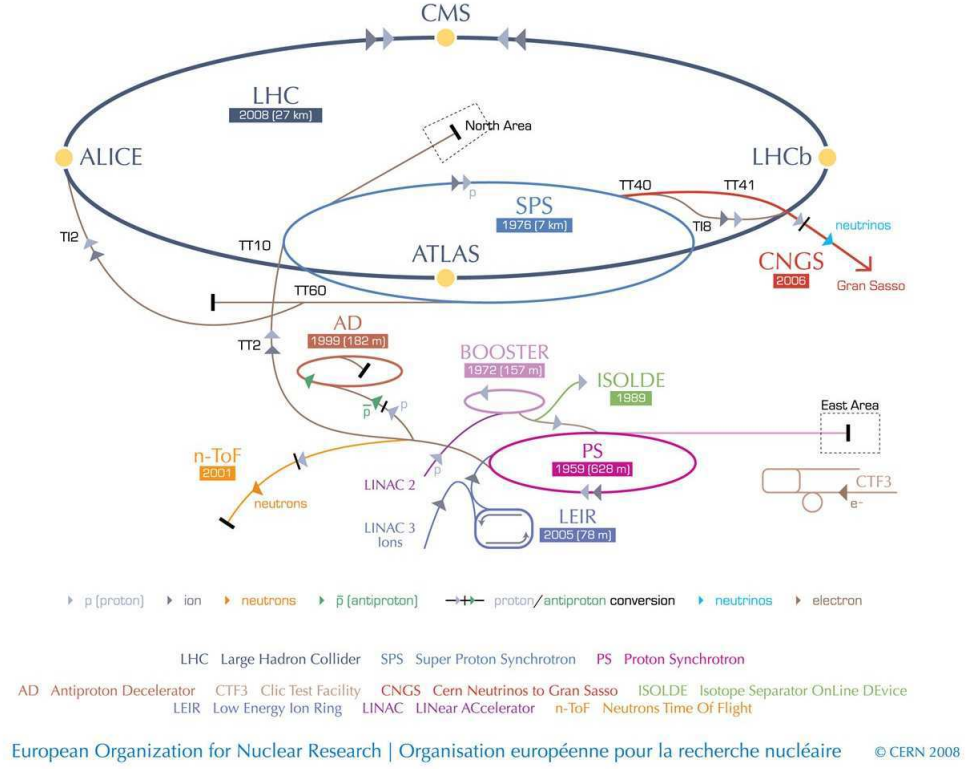 CMS
LHC
2008 (27 km)
North Area
ALICE
LHCb
TT40
TT41
p
SPS
1976 (7 km)
TI8
neutrinos
TI2
TT10
ATLAS
CNGS
2006
Gran Sasso
TT60
AD
1999 (182 m)
TT2
BOOSTER
1972 (157 m)
ISOLDE
1989
p̅
p
East Area
n-ToF
2001
PS
1959 (628 m)
p
LINAC 2
neutrons
CTF3
e-
LINAC 3
Ions
LEIR
2005 (78 m)
p (proton) ion neutrons p̅ (antiproton) proton/antiproton conversion neutrinos electron
LHC Large Hadron Collider SPS Super Proton Synchrotron PS Proton Synchrotron
AD Antiproton Decelerator CTF3 Clic Test Facility CNGS Cern Neutrinos to Gran Sasso ISOLDE Isotope Separator OnLine DEvice
LEIR Low Energy Ion Ring LINAC LINear ACcelerator n-ToF Neutrons Time Of Flight
European Organization for Nuclear Research | Organisation européenne pour la recherche nucléaire © CERN 2008